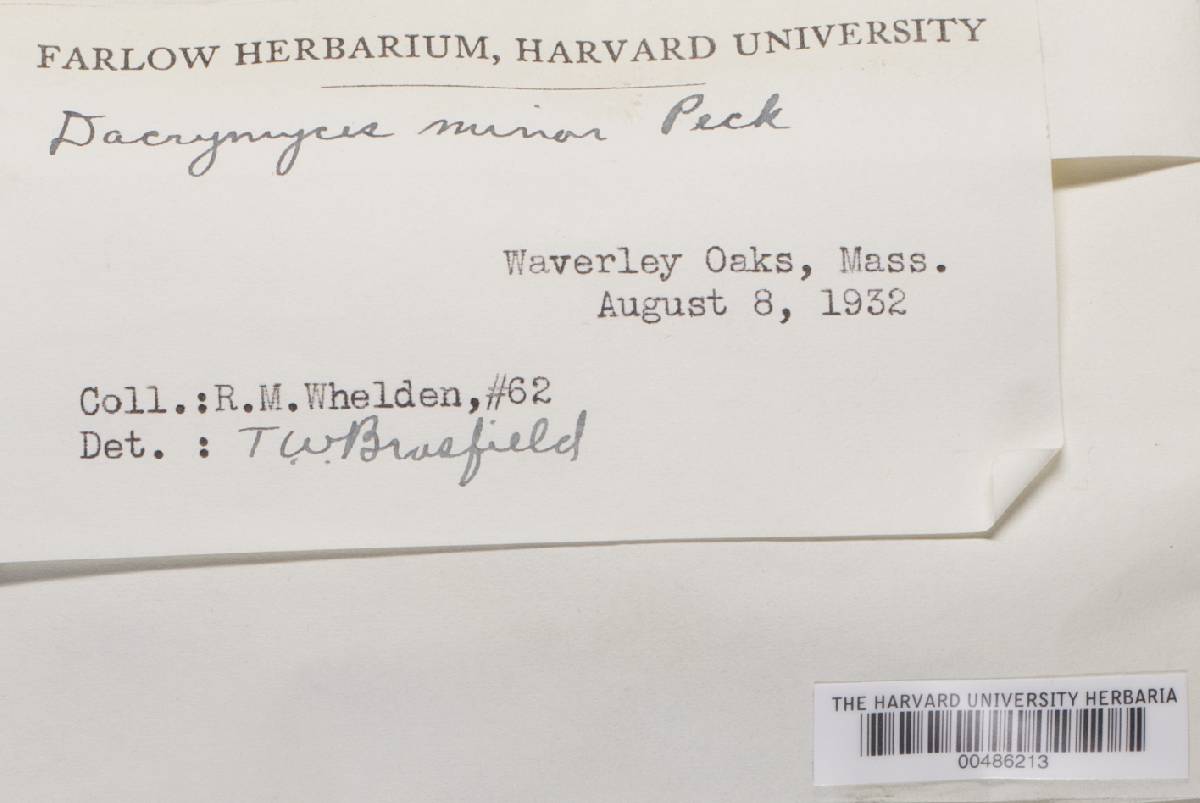 FARLOW HERBARIUM, HARVARD UNIVERSITY
Dacrymyces minor Peck
Waverley Oaks, Mass.
August 8, 1932
Coll.:R.M.Whelden,#62
Det. : T.W.Brasfield
THE HARVARD UNIVERSITY HERBARIA
00486213